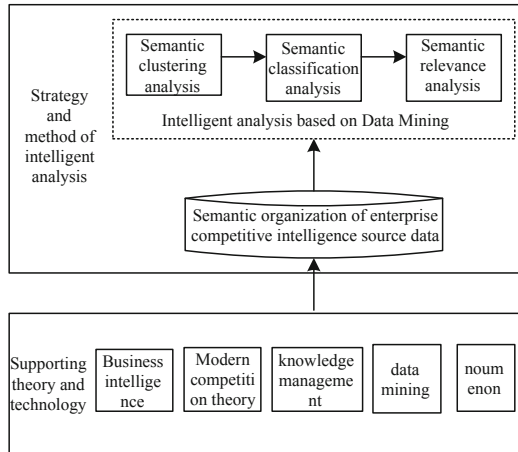 Semantic
clustering
analysis
Semantic
classification
analysis
Semantic
relevance
analysis
Intelligent analysis based on Data Mining
Strategy
and
method of
intelligent
analysis
Semantic organization of enterprise
competitive intelligence source data
Supporting
theory and
technology
Business
intellige
nce
Modern
competiti
on theory
knowledge
manageme
nt
data
mining
noum
enon